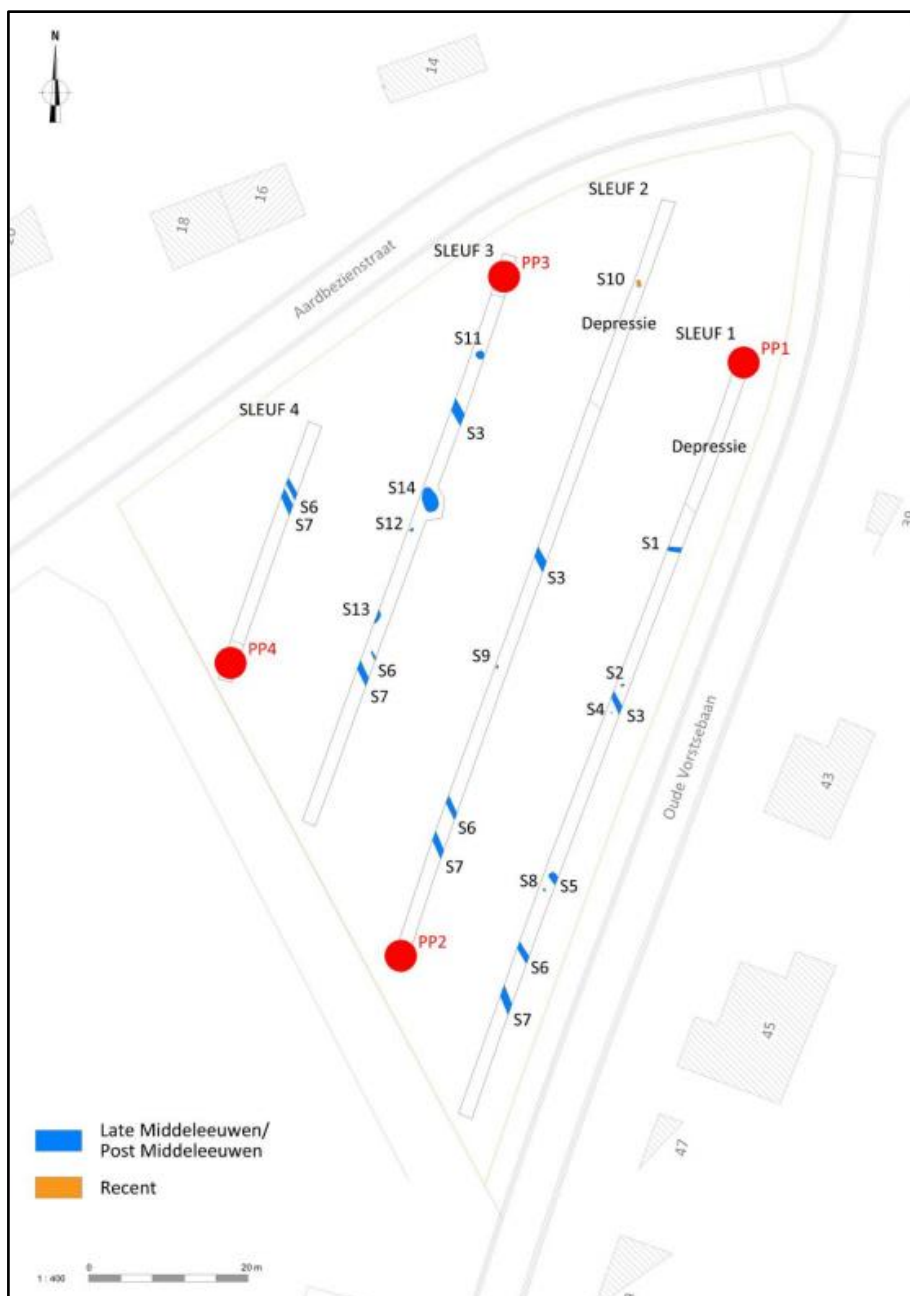 N
14
16
18
SLEUF 2
SLEUF 3
PP3
Aardbezienstraat
S10
Depressie
SLEUF 1
PP1
S11
SLEUF 4
S3
Depressie
S14
S6
S7
S12
S1
S3
S13
S9
S2
PP4
S6
S7
S4
S3
Oude Vorstsebaan
43
S6
S7
S8
S5
PP2
S6
S7
45
Late Middeleeuwen/
Post Middeleeuwen
47
Recent
0
20 m
1 : 400